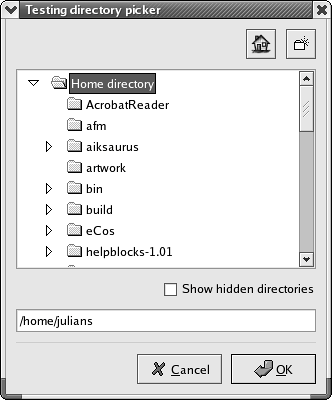 Testing directory picker
Home directory
AcrobatReader
afm
aiksaurus
artwork
bin
build
eCos
helpblocks-1.01
Show hidden directories
/home/julians
Cancel
OK